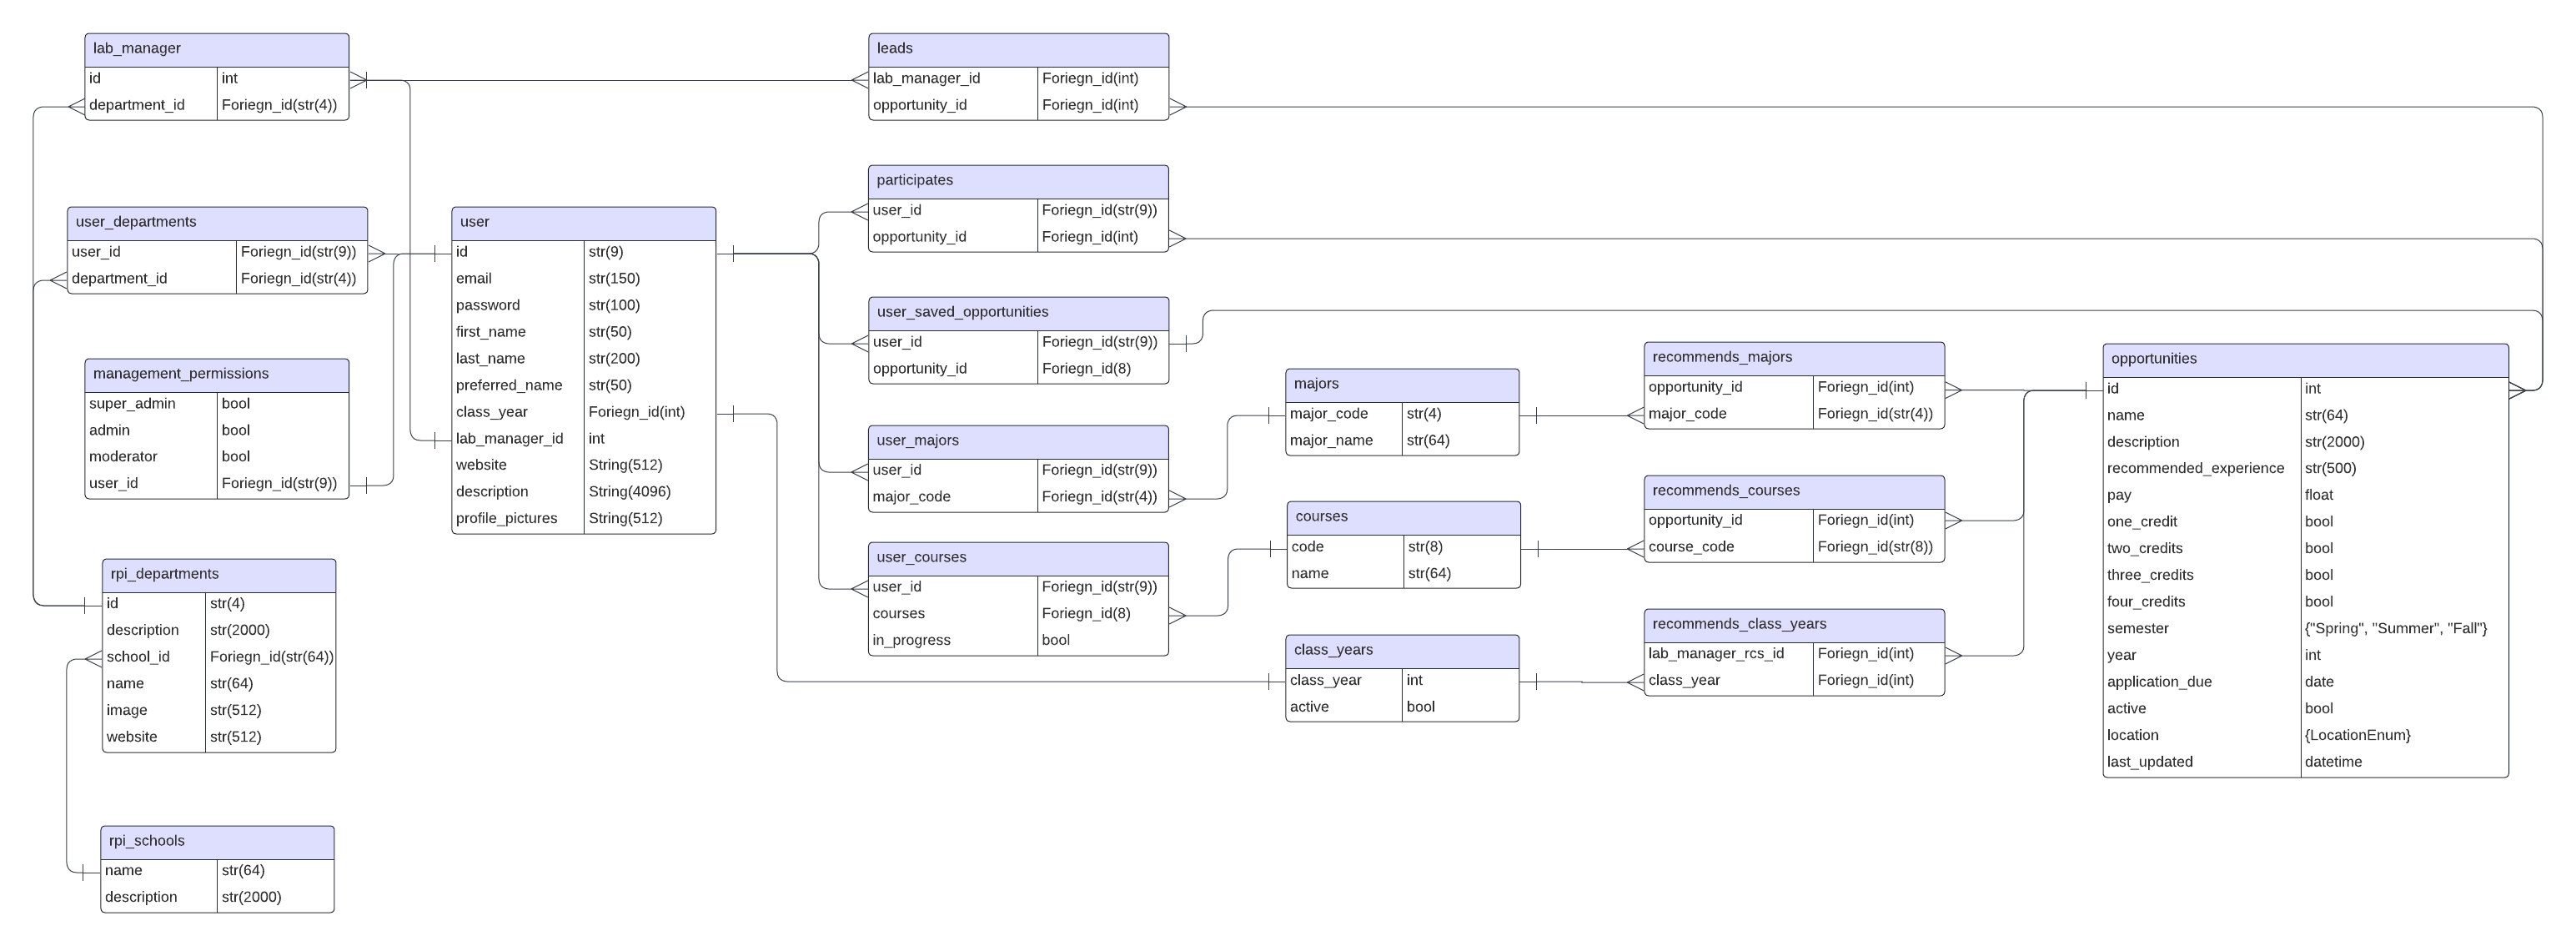 lab_manager
id int
department_id Foriegn_id(str(4))
user_departments
user_id Foriegn_id(str(9))
department_id Foriegn_id(str(4))
management_permissions
super_admin bool
admin bool
moderator bool
user_id Foriegn_id(str(9))
rpi_departments
id str(4)
description str(2000)
school_id Foriegn_id(str(64))
name str(64)
image str(512)
website str(512)
rpi_schools
name str(64)
description str(2000)
user
id str(9)
email str(150)
password str(100)
first_name str(50)
last_name str(200)
preferred_name str(50)
class_year Foriegn_id(int)
lab_manager_id int
website String(512)
description String(4096)
profile_pictures String(512)
leads
lab_manager_id Foriegn_id(int)
opportunity_id Foriegn_id(int)
participates
user_id Foriegn_id(str(9))
opportunity_id Foriegn_id(int)
user_saved_opportunities
user_id Foriegn_id(str(9))
opportunity_id Foriegn_id(8)
user_majors
user_id Foriegn_id(str(9))
major_code Foriegn_id(str(4))
user_courses
user_id Foriegn_id(str(9))
courses Foriegn_id(8)
in_progress bool
majors
major_code str(4)
major_name str(64)
courses
code str(8)
name str(64)
class_years
class_year int
active bool
recommends_majors
opportunity_id Foriegn_id(int)
major_code Foriegn_id(str(4))
recommends_courses
opportunity_id Foriegn_id(int)
course_code Foriegn_id(str(8))
recommends_class_years
lab_manager_rcs_id Foriegn_id(int)
class_year Foriegn_id(int)
opportunities
id int
name str(64)
description str(2000)
recommended_experience str(500)
pay float
one_credit bool
two_credits bool
three_credits bool
four_credits bool
semester {"Spring", "Summer", "Fall"}
year int
application_due date
active bool
location {LocationEnum}
last_updated datetime